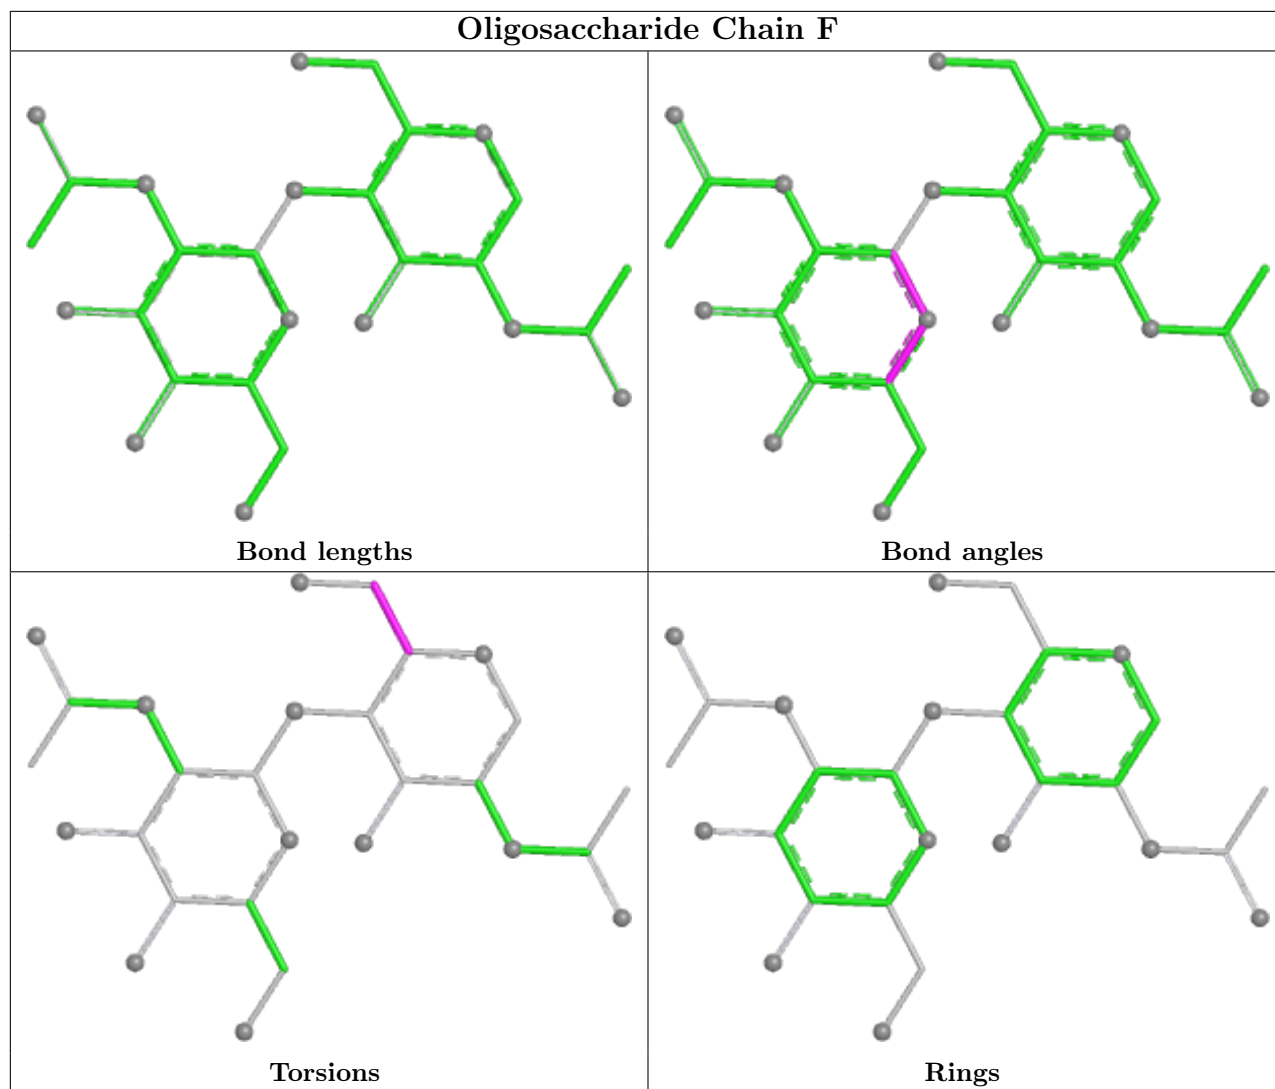 Oligosaccharide Chain F
Bond lengths
Bond angles
Torsions
Rings